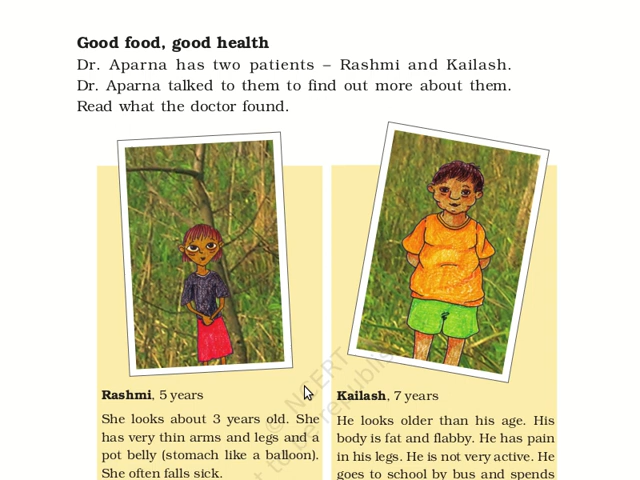 Good food, good health
Dr. Aparna has two patients – Rashmi and Kailash.
Dr. Aparna talked to them to find out more about them.
Read what the doctor found.
Rashmi, 5 years
She looks about 3 years old. She
has very thin arms and legs and a
pot belly (stomach like a balloon).
She often falls sick.
Kailash, 7 years
He looks older than his age. His
body is fat and flabby. He has pain
in his legs. He is not very active. He
goes to school by bus and spends
© NCERT
t to be republis